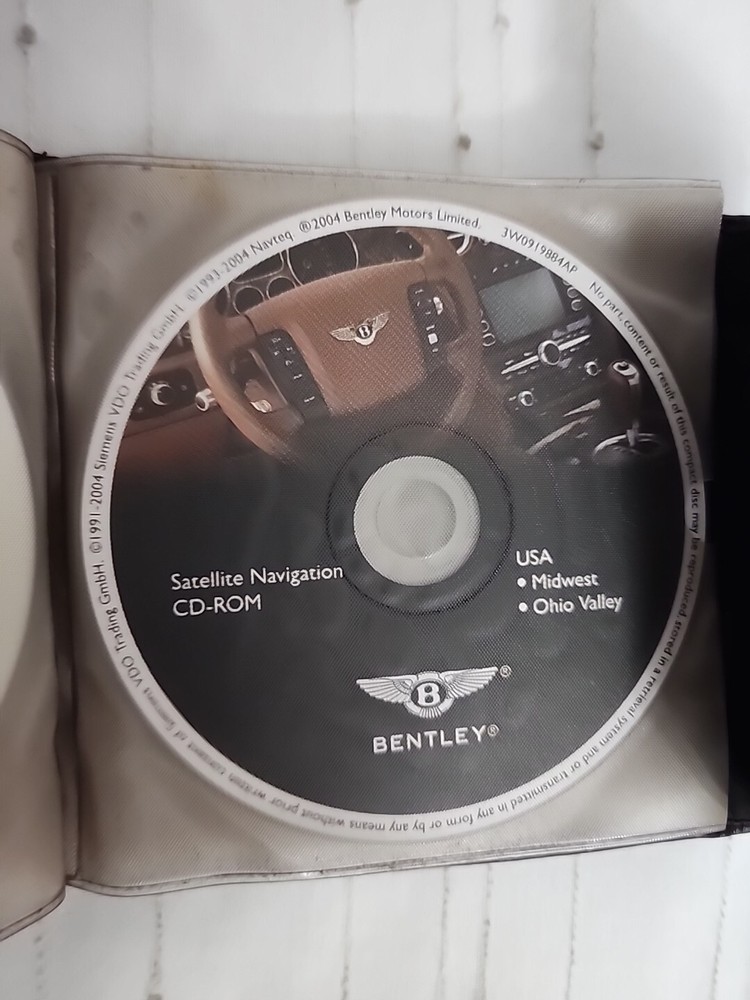 ©1991-2004 Siemens VDO Trading GmbH. ©1993-2004 Navteq ®2004 Bentley Motors Limited. 3W0919884AP
No part, content or result of this compact disc may be reproduced stored in a retrieval system and or transmitted in any form or by any means without prior written consent of Siemens VDO Trading GmbH.
B
Satellite Navigation
CD-ROM
USA
• Midwest
• Ohio Valley
B®
BENTLEY®